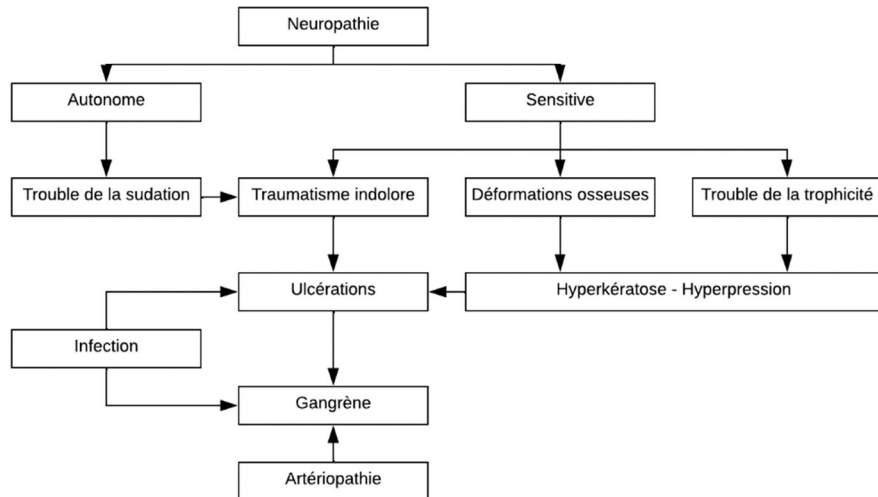 Neuropathie
Autonome
Sensitive
Trouble de la sudation
Traumatisme indolore
Déformations osseuses
Trouble de la trophicité
Ulcérations
Hyperkératose - Hyperpression
Infection
Gangrène
Artériopathie